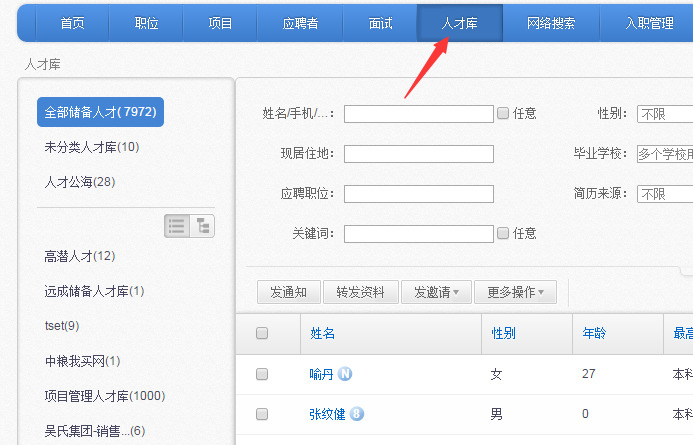 首页 职位 项目 应聘者 面试 人才库 网络搜索 入职管理
人才库
全部储备人才( 7972)
未分类人才库(10)
人才公海(28)
高潜人才(12)
远成储备人才库(1)
tset(9)
中粮我买网(1)
项目管理人才库(1000)
吴氏集团-销售...(6)
姓名/手机/...： 任意 性别： 不限
现居住地： 毕业学校： 多个学校用
应聘职位： 简历来源： 不限
关键词： 任意
发通知 转发资料 发邀请 更多操作
姓名 性别 年龄 最高
喻丹 N 女 27 本科
张纹健 8 男 0 本科